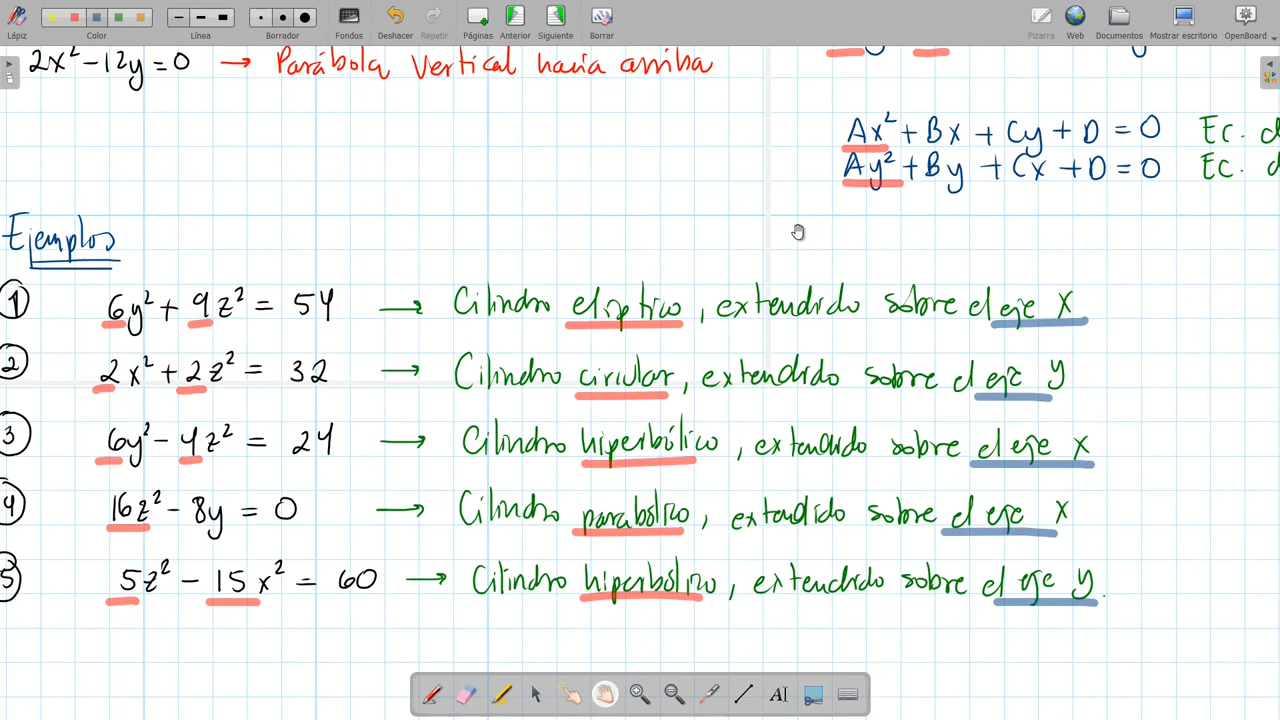 Lápiz Color Línea Borrador Fondos Deshacer Repetir Páginas Anterior Siguiente Borrar Pizarra Web Documentos Mostrar escritorio OpenBoard
2x² - 12y = 0 → Parábola vertical hacia arriba
Ax² + Bx + Cy + D = 0 Ec. d
Ay² + By + Cx + D = 0 Ec. d
Ejemplos
① 6y² + 9z² = 54 → Cilindro elíptico, extendido sobre el eje x
② 2x² + 2z² = 32 → Cilindro circular, extendido sobre el eje y
③ 6y² - 4z² = 24 → Cilindro hiperbólico, extendido sobre el eje x
④ 16z² - 8y = 0 → Cilindro parabólico, extendido sobre el eje x
⑤ 5z² - 15x² = 60 → Cilindro hiperbólico, extendido sobre el eje y.